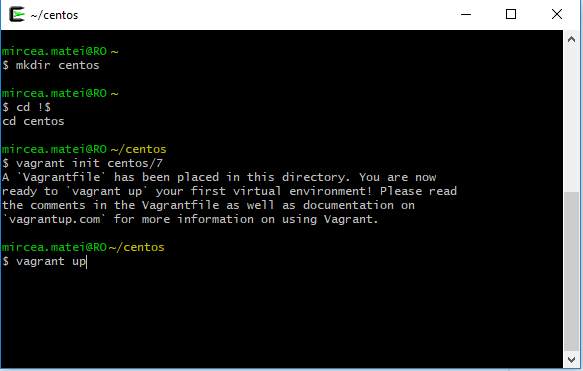 ~/centos
mircea.matei@RO ~
$ mkdir centos
mircea.matei@RO ~
$ cd !$
cd centos
mircea.matei@RO ~/centos
$ vagrant init centos/7
A `Vagrantfile` has been placed in this directory. You are now
ready to `vagrant up` your first virtual environment! Please read
the comments in the Vagrantfile as well as documentation on
`vagrantup.com` for more information on using Vagrant.
mircea.matei@RO ~/centos
$ vagrant up